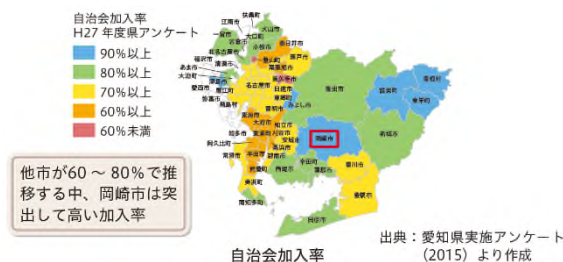 自治会加入率
H27 年度県アンケート
90%以上
80%以上
70%以上
60%以上
60%未満
他市が60 ～ 80%で推
移する中、岡崎市は突
出して高い加入率
扶桑町
江南市
犬山市
大口町
一宮市
岩倉市
小牧市
春日井市
北名古屋市
豊山町
瀬戸市
稲沢市
清須市
尾張旭市
あま市
長久手市
大治町
名古屋市
日進市
津島市
東郷町
愛西市
蟹江町
みよし市
弥富市
飛島村
豊明市
豊田市
設楽町
豊根村
東栄町
東海市
大府市
知立市
刈谷市
知多市
東浦町
安城市
岡崎市
新城市
阿久比町
高浜市
常滑市
半田市
碧南市
幸田町
武豊町
西尾市
蒲郡市
豊川市
美浜町
豊橋市
南知多町
田原市
自治会加入率
出典：愛知県実施アンケート
（2015）より作成